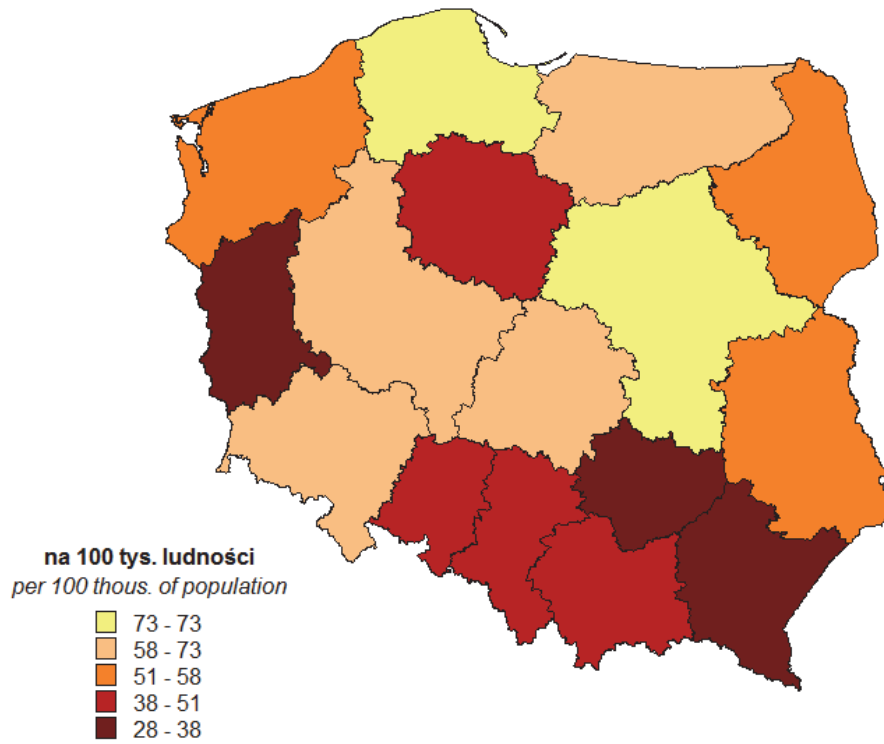 na 100 tys. ludności
per 100 thous. of population
73 - 73
58 - 73
51 - 58
38 - 51
28 - 38